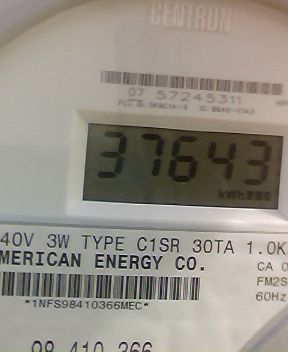 CENTRON®
07 57245311
37643
kWh
40V 3W TYPE C1SR 30TA 1.0K
MERICAN ENERGY CO.
CA 0
FM2S
*1NFS98410366MEC*
60Hz
98 410 366